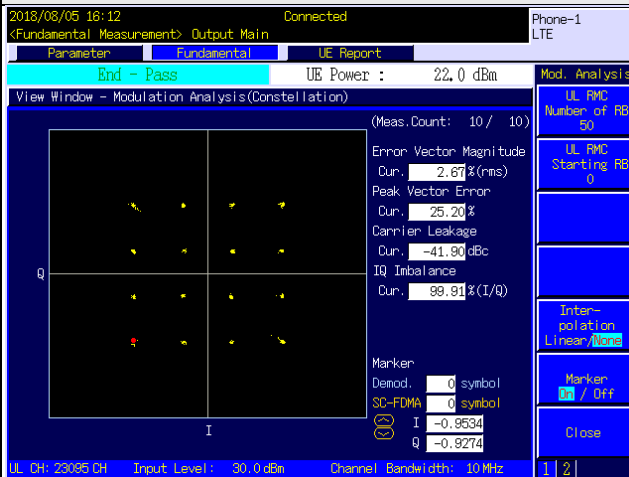 2018/08/05 16:12 Connected
<Fundamental Measurement> Output Main
Phone-1
LTE
Parameter Fundamental UE Report
End - Pass UE Power : 22.0 dBm
Mod. Analysis
View Window - Modulation Analysis(Constellation)
(Meas.Count: 10 / 10)
Error Vector Magnitude
Cur. 2.67 %(rms)
Peak Vector Error
Cur. 25.20 %
Carrier Leakage
Cur. -41.90 dBc
IQ Imbalance
Cur. 99.91 %(I/Q)
Q
I
Marker
Demod. 0 symbol
SC-FDMA 0 symbol
I -0.9534
Q -0.9274
UL RMC
Number of RB
50
UL RMC
Starting RB
0
Inter-
polation
Linear/None
Marker
On / Off
Close
UL CH: 23095 CH Input Level: 30.0 dBm Channel Bandwidth: 10 MHz
1 2